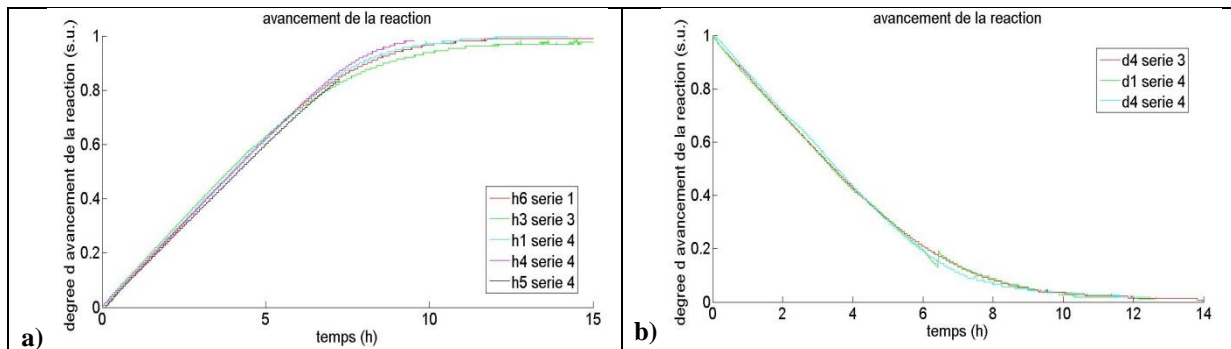 avancement de la reaction
degree d avancement de la reaction (s.u.)
1
0.8
0.6
0.4
0.2
0
0
5
10
15
temps (h)
h6 serie 1
h3 serie 3
h1 serie 4
h4 serie 4
h5 serie 4
a)
avancement de la reaction
degree d avancement de la reaction (s.u.)
1
0.8
0.6
0.4
0.2
0
0
2
4
6
8
10
12
14
temps (h)
d4 serie 3
d1 serie 4
d4 serie 4
b)